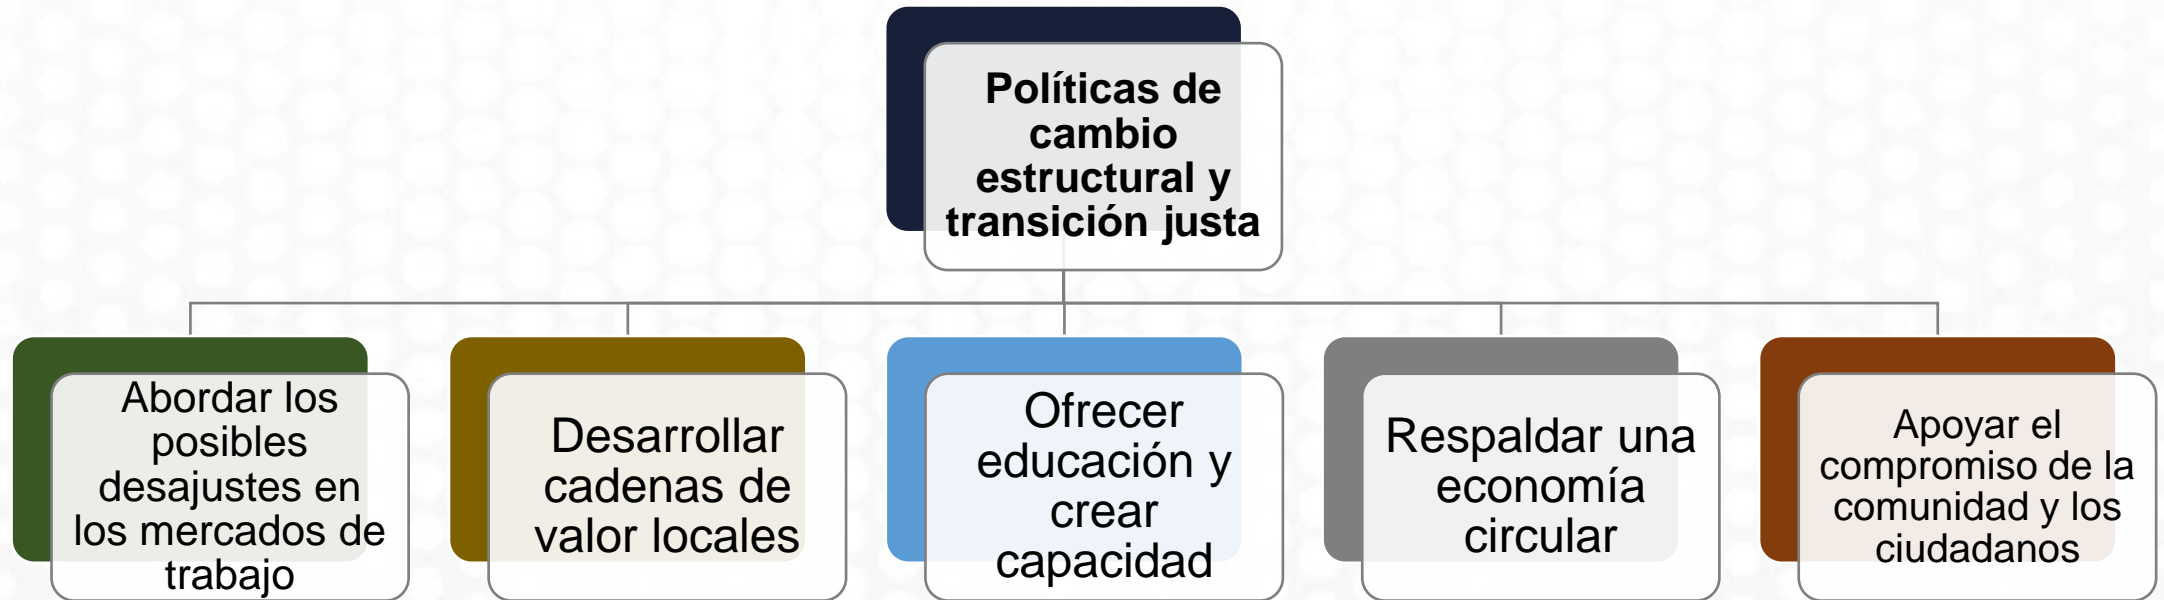 Políticas de
cambio
estructural y
transición justa
Abordar los
posibles
desajustes en
los mercados de
trabajo
Desarrollar
cadenas de
valor locales
Ofrecer
educación y
crear
capacidad
Respaldar una
economía
circular
Apoyar el
compromiso de la
comunidad y los
ciudadanos